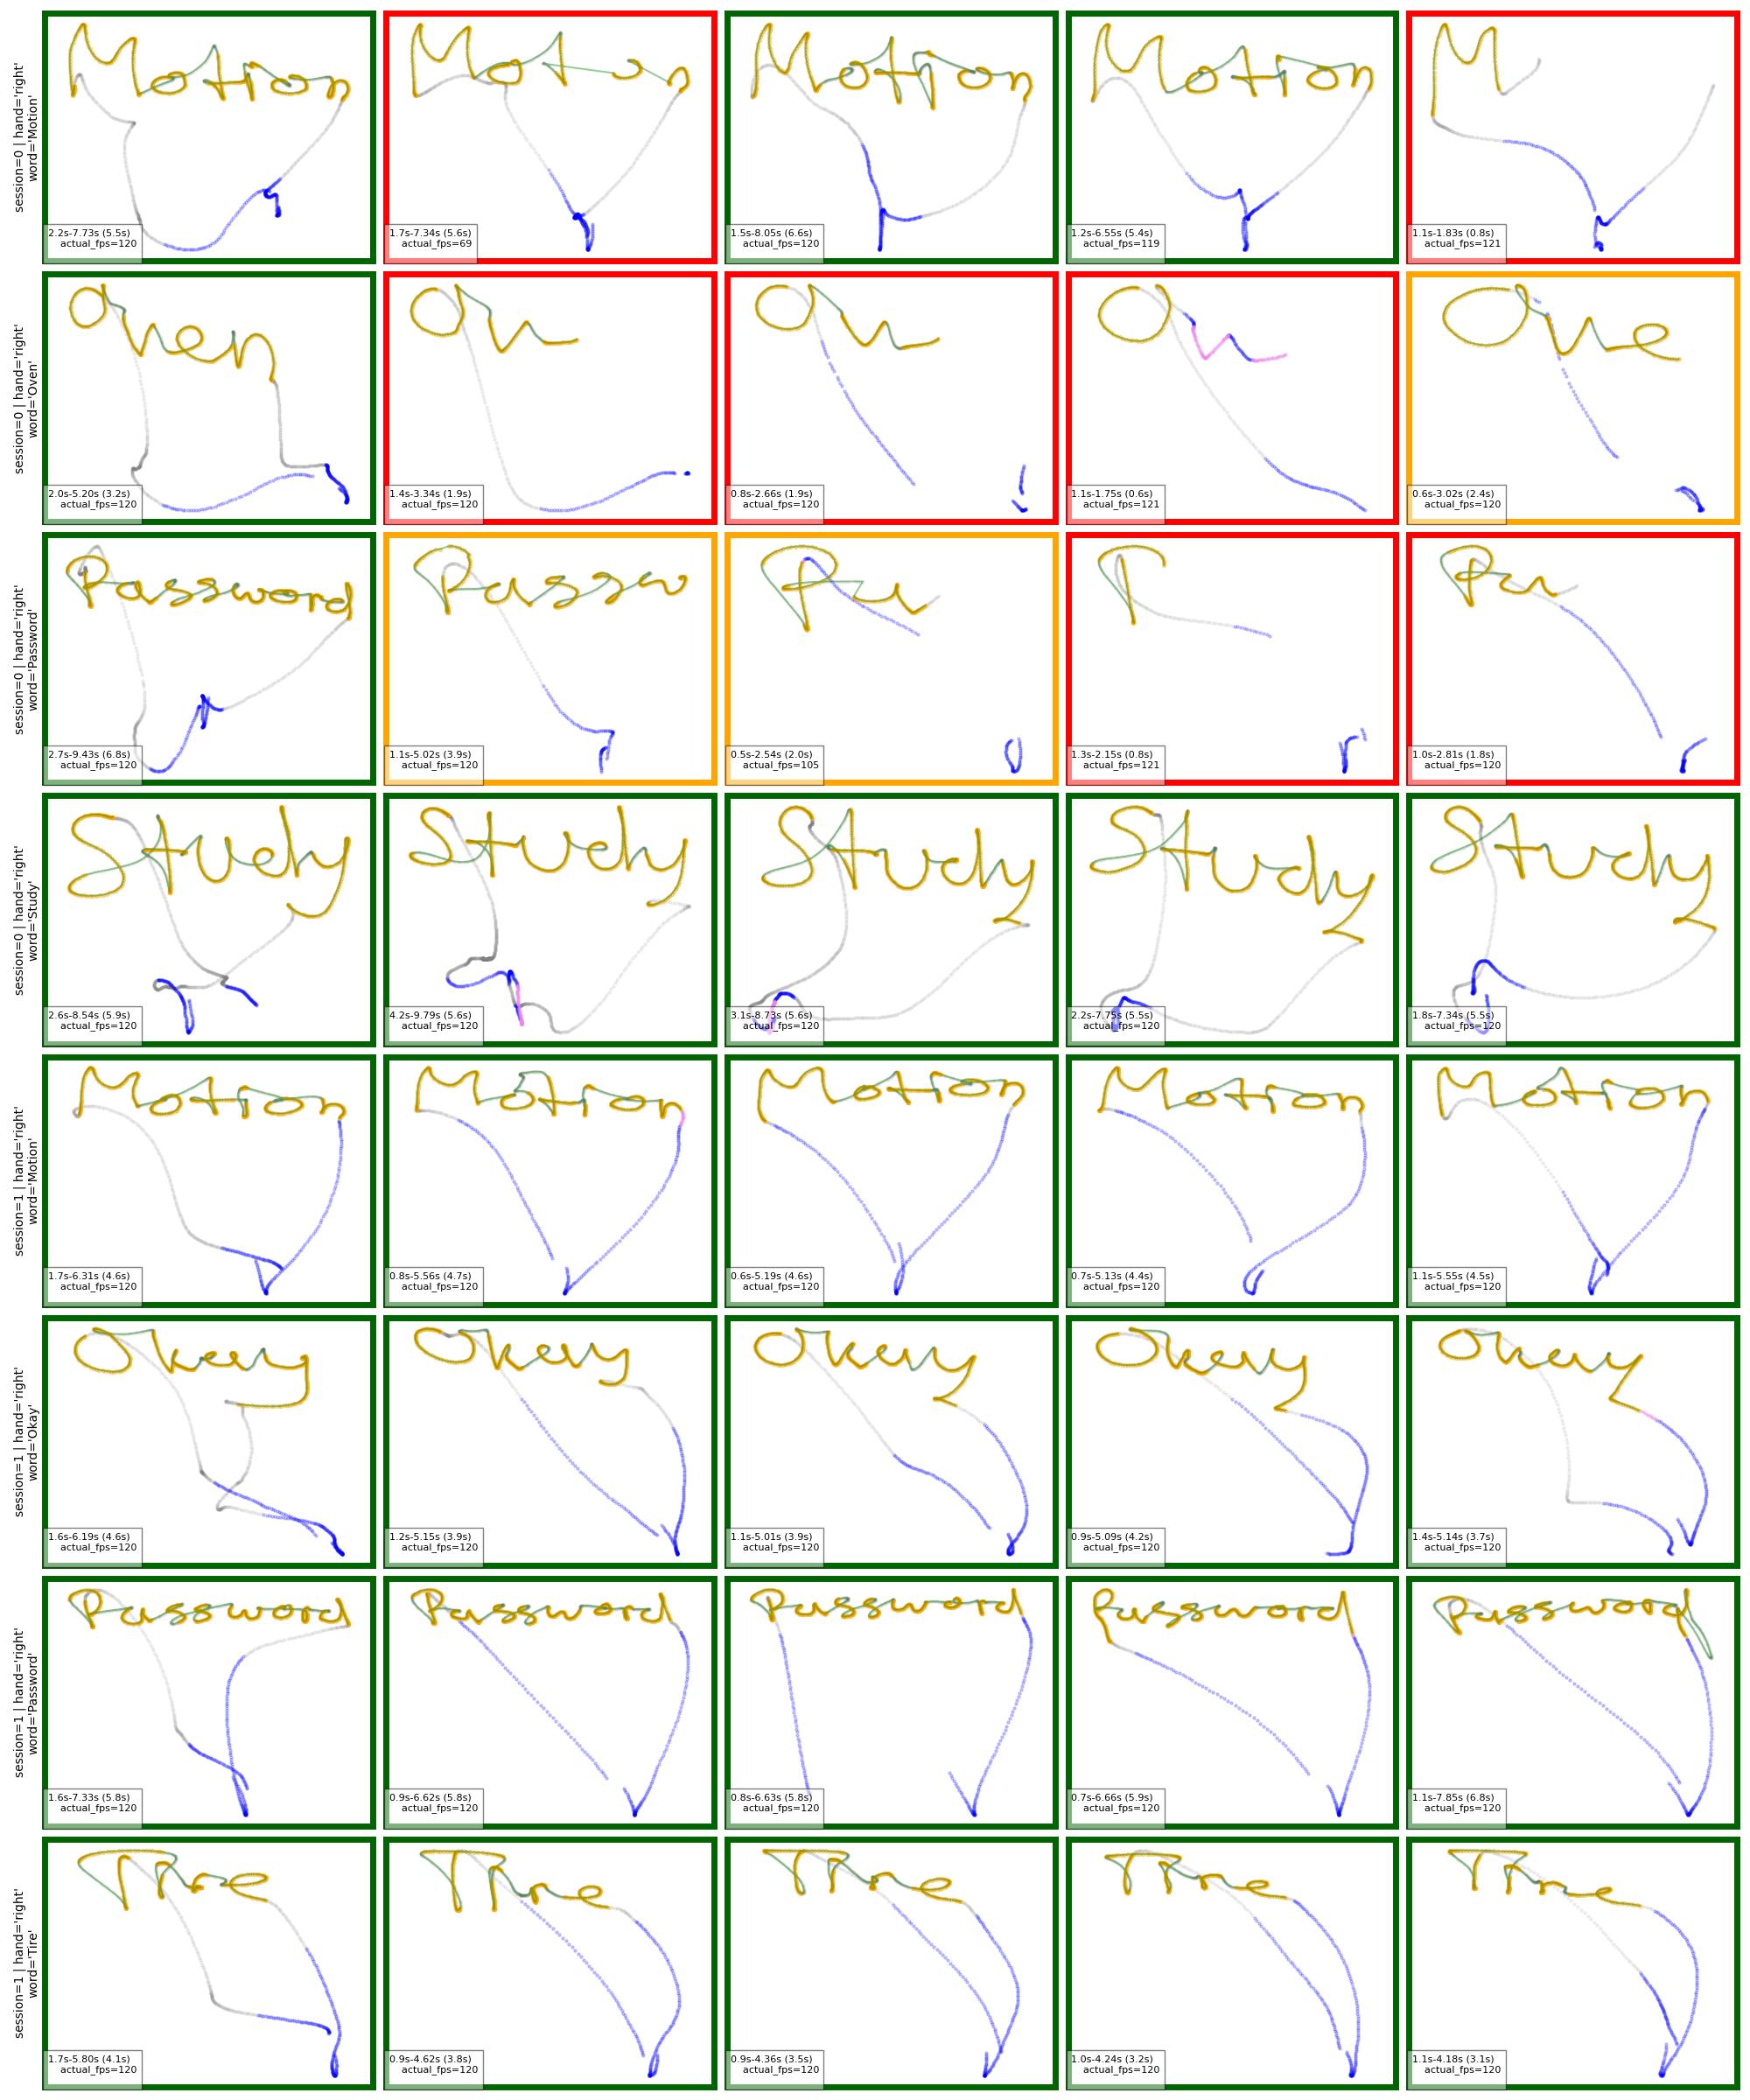 session=0 | hand='right' word='Motion' Motion Mot n Motion Motion M
2.2s-7.73s (5.5s) actual_fps=120 1.7s-7.34s (5.6s) actual_fps=69 1.5s-8.05s (6.6s) actual_fps=120 1.2s-6.55s (5.4s) actual_fps=119 1.1s-1.83s (0.8s) actual_fps=121
session=0 | hand='right' word='Oven' Oven Ov Ov O Ove
2.0s-5.20s (3.2s) actual_fps=120 1.4s-3.34s (1.9s) actual_fps=120 0.8s-2.66s (1.9s) actual_fps=120 1.1s-1.75s (0.6s) actual_fps=121 0.6s-3.02s (2.4s) actual_fps=120
session=0 | hand='right' word='Password' Password Passw P P Pa
2.7s-9.43s (6.8s) actual_fps=120 1.1s-5.02s (3.9s) actual_fps=120 0.5s-2.54s (2.0s) actual_fps=105 1.3s-2.15s (0.8s) actual_fps=121 1.0s-2.81s (1.8s) actual_fps=120
session=0 | hand='right' word='Study' Study Study Study Study Study
2.6s-8.54s (5.9s) actual_fps=120 4.2s-9.79s (5.6s) actual_fps=120 3.1s-8.73s (5.6s) actual_fps=120 2.2s-7.75s (5.5s) actual_fps=120 1.8s-7.34s (5.5s) actual_fps=120
session=1 | hand='right' word='Motion' Motion Motion Motion Motion Motion
1.7s-6.31s (4.6s) actual_fps=120 0.8s-5.56s (4.7s) actual_fps=120 0.6s-5.19s (4.6s) actual_fps=120 0.7s-5.13s (4.4s) actual_fps=120 1.1s-5.55s (4.5s) actual_fps=120
session=1 | hand='right' word='Okay' Okay Okay Okay Okay Okay
1.6s-6.19s (4.6s) actual_fps=120 1.2s-5.15s (3.9s) actual_fps=120 1.1s-5.01s (3.9s) actual_fps=120 0.9s-5.09s (4.2s) actual_fps=120 1.4s-5.14s (3.7s) actual_fps=120
session=1 | hand='right' word='Password' Password Password Password Password Password
1.6s-7.33s (5.8s) actual_fps=120 0.9s-6.62s (5.8s) actual_fps=120 0.8s-6.63s (5.8s) actual_fps=120 0.7s-6.66s (5.9s) actual_fps=120 1.1s-7.85s (6.8s) actual_fps=120
session=1 | hand='right' word='Tire' Tire Tire Tire Tire Tire
1.7s-5.80s (4.1s) actual_fps=120 0.9s-4.62s (3.8s) actual_fps=120 0.9s-4.36s (3.5s) actual_fps=120 1.0s-4.24s (3.2s) actual_fps=120 1.1s-4.18s (3.1s) actual_fps=120